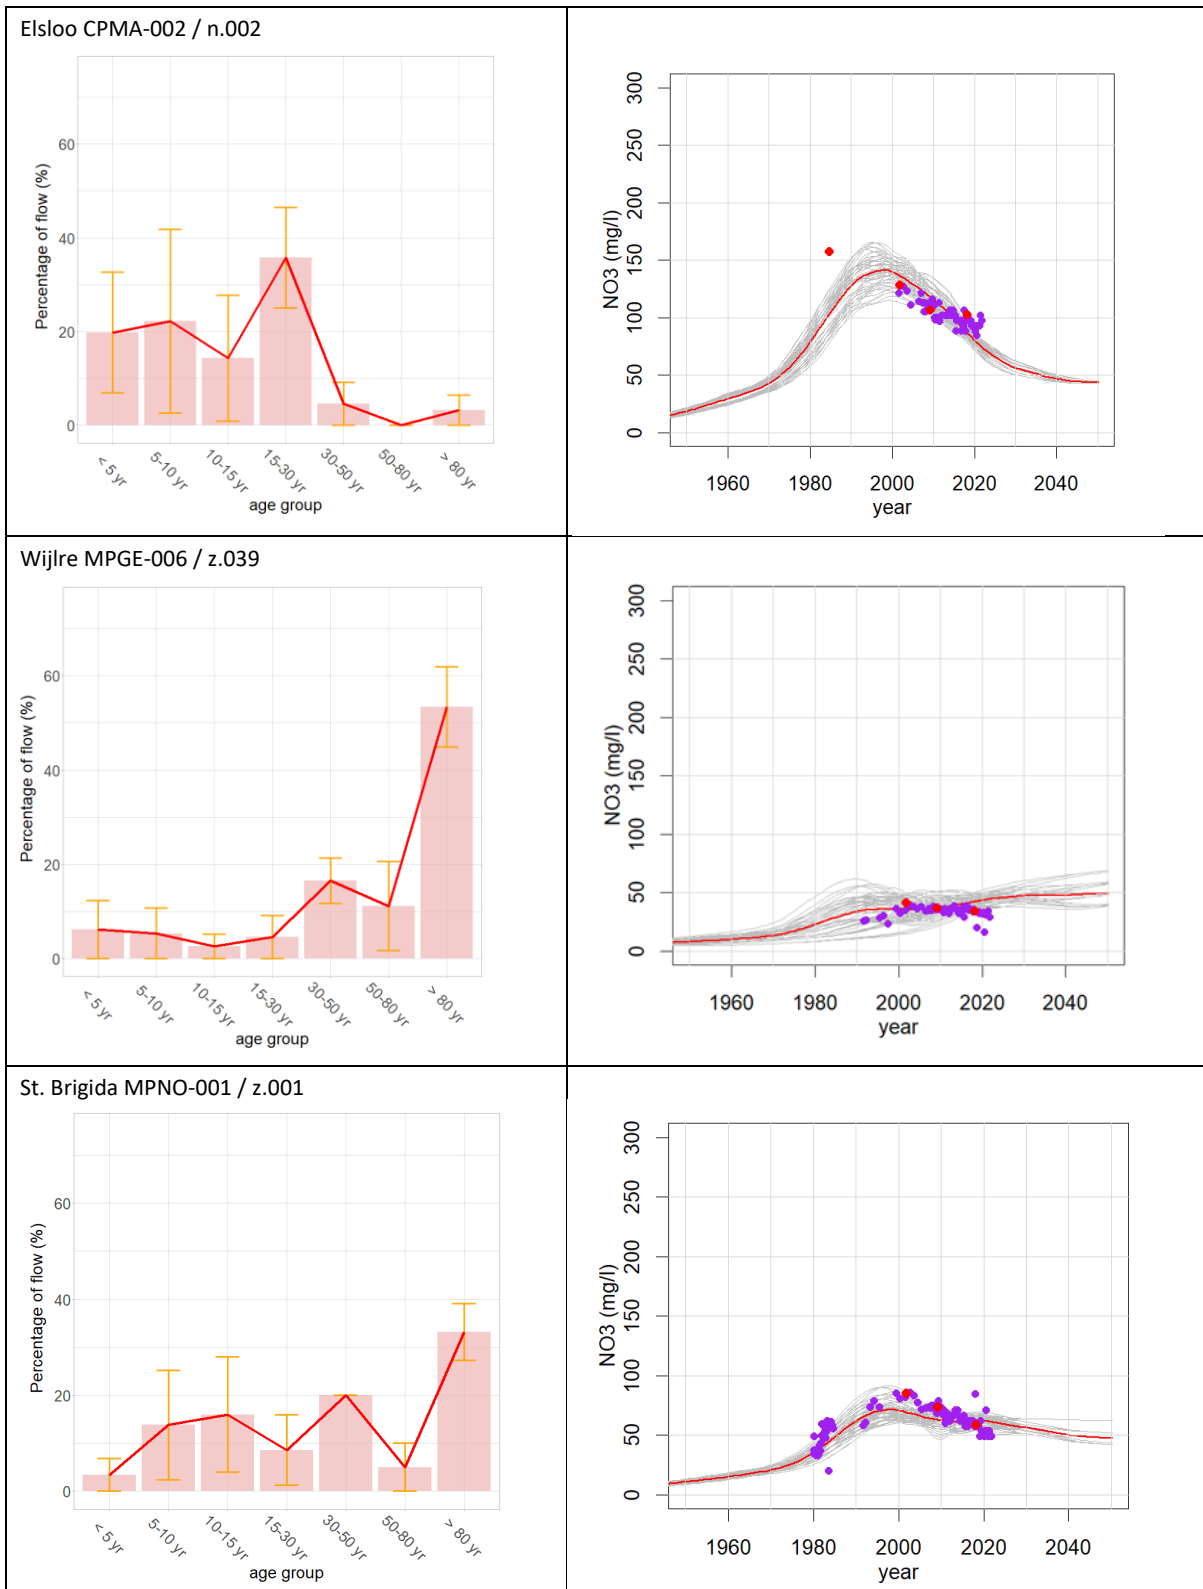 Elsloo CPMA-002 / n.002
Percentage of flow (%)
60
40
20
0
< 5 yr
5-10 yr
10-15 yr
15-30 yr
30-50 yr
50-80 yr
> 80 yr
age group
NO3 (mg/l)
300
250
200
150
100
50
0
1960 1980 2000 2020 2040
year
Wijlre MPGE-006 / z.039
Percentage of flow (%)
60
40
20
0
< 5 yr
5-10 yr
10-15 yr
15-30 yr
30-50 yr
50-80 yr
> 80 yr
age group
NO3 (mg/l)
300
250
200
150
100
50
0
1960 1980 2000 2020 2040
year
St. Brigida MPNO-001 / z.001
Percentage of flow (%)
60
40
20
0
< 5 yr
5-10 yr
10-15 yr
15-30 yr
30-50 yr
50-80 yr
> 80 yr
age group
NO3 (mg/l)
300
250
200
150
100
50
0
1960 1980 2000 2020 2040
year